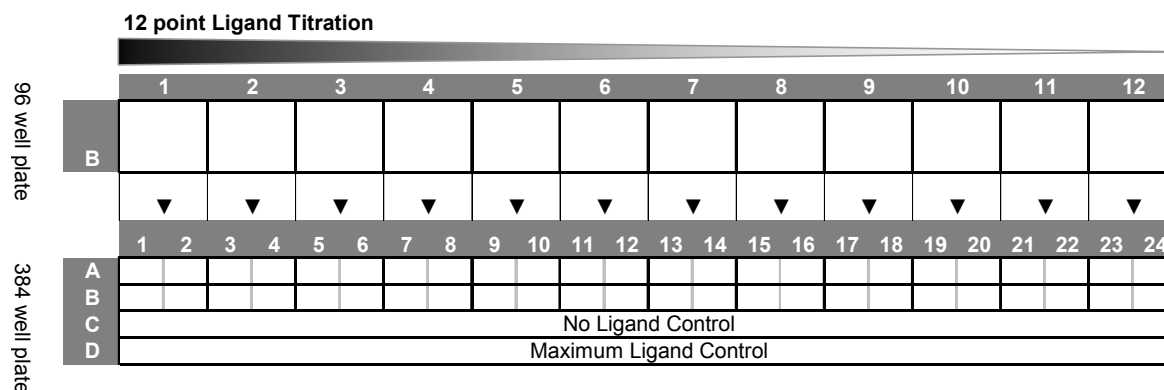 12 point Ligand Titration
1 2 3 4 5 6 7 8 9 10 11 12
96 well plate
B
▼ ▼ ▼ ▼ ▼ ▼ ▼ ▼ ▼ ▼ ▼ ▼
1 2 3 4 5 6 7 8 9 10 11 12 13 14 15 16 17 18 19 20 21 22 23 24
384 well plate
A
B
C No Ligand Control
D Maximum Ligand Control